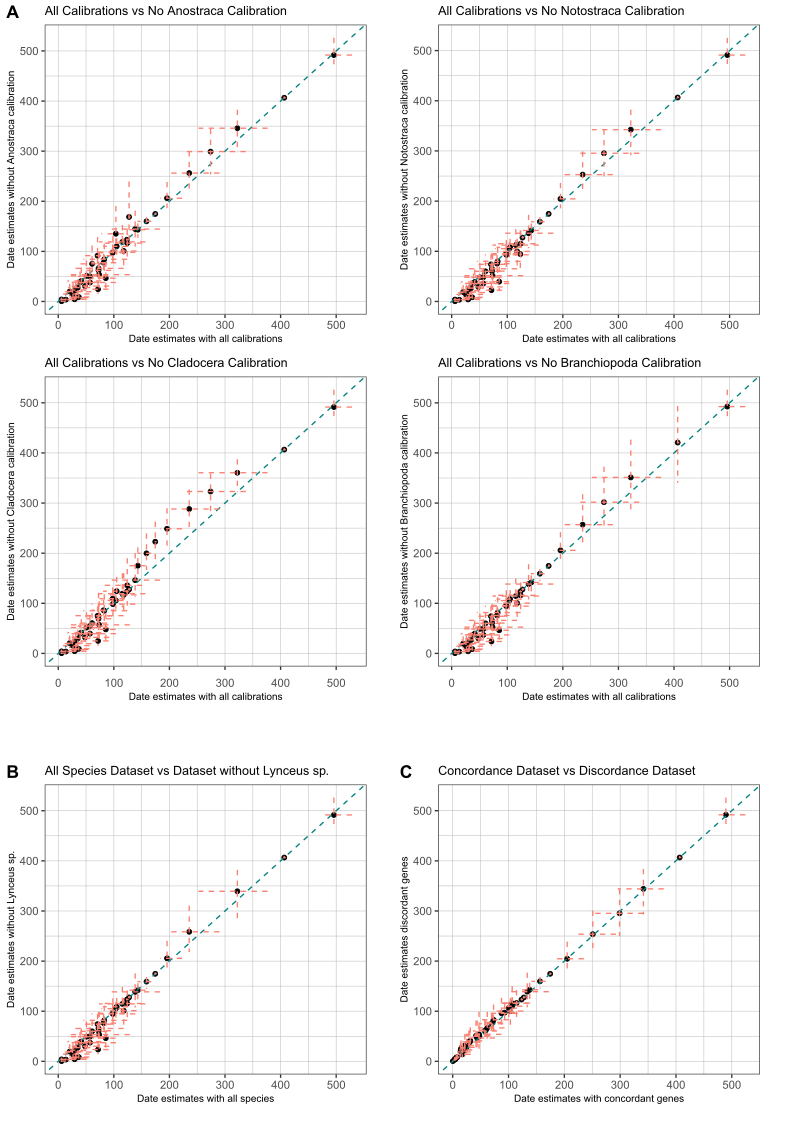 A
All Calibrations vs No Anostraca Calibration
Date estimates without Anostraca calibration
500
400
300
200
100
0
0 100 200 300 400 500
Date estimates with all calibrations
All Calibrations vs No Notostraca Calibration
Date estimates without Notostraca calibration
500
400
300
200
100
0
0 100 200 300 400 500
Date estimates with all calibrations
All Calibrations vs No Cladocera Calibration
Date estimates without Cladocera calibration
500
400
300
200
100
0
0 100 200 300 400 500
Date estimates with all calibrations
All Calibrations vs No Branchiopoda Calibration
Date estimates without Branchiopoda calibration
500
400
300
200
100
0
0 100 200 300 400 500
Date estimates with all calibrations
B
All Species Dataset vs Dataset without Lynceus sp.
Date estimates without Lynceus sp.
500
400
300
200
100
0
0 100 200 300 400 500
Date estimates with all species
C
Concordance Dataset vs Discordance Dataset
Date estimates discordant genes
500
400
300
200
100
0
0 100 200 300 400 500
Date estimates with concordant genes